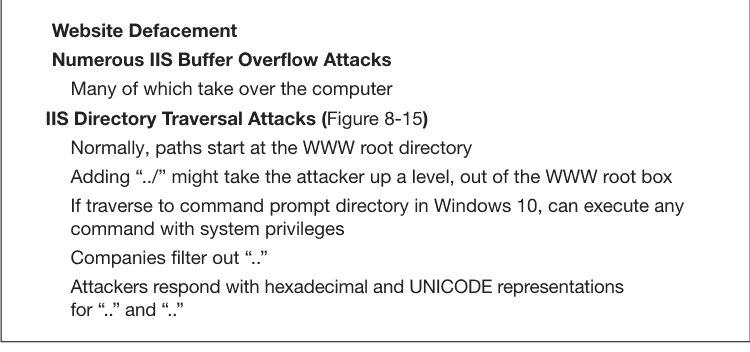 Website Defacement
Numerous IIS Buffer Overflow Attacks
Many of which take over the computer
IIS Directory Traversal Attacks (Figure 8-15)
Normally, paths start at the WWW root directory
Adding “../” might take the attacker up a level, out of the WWW root box
If traverse to command prompt directory in Windows 10, can execute any
command with system privileges
Companies filter out “..”
Attackers respond with hexadecimal and UNICODE representations
for “..” and “..”